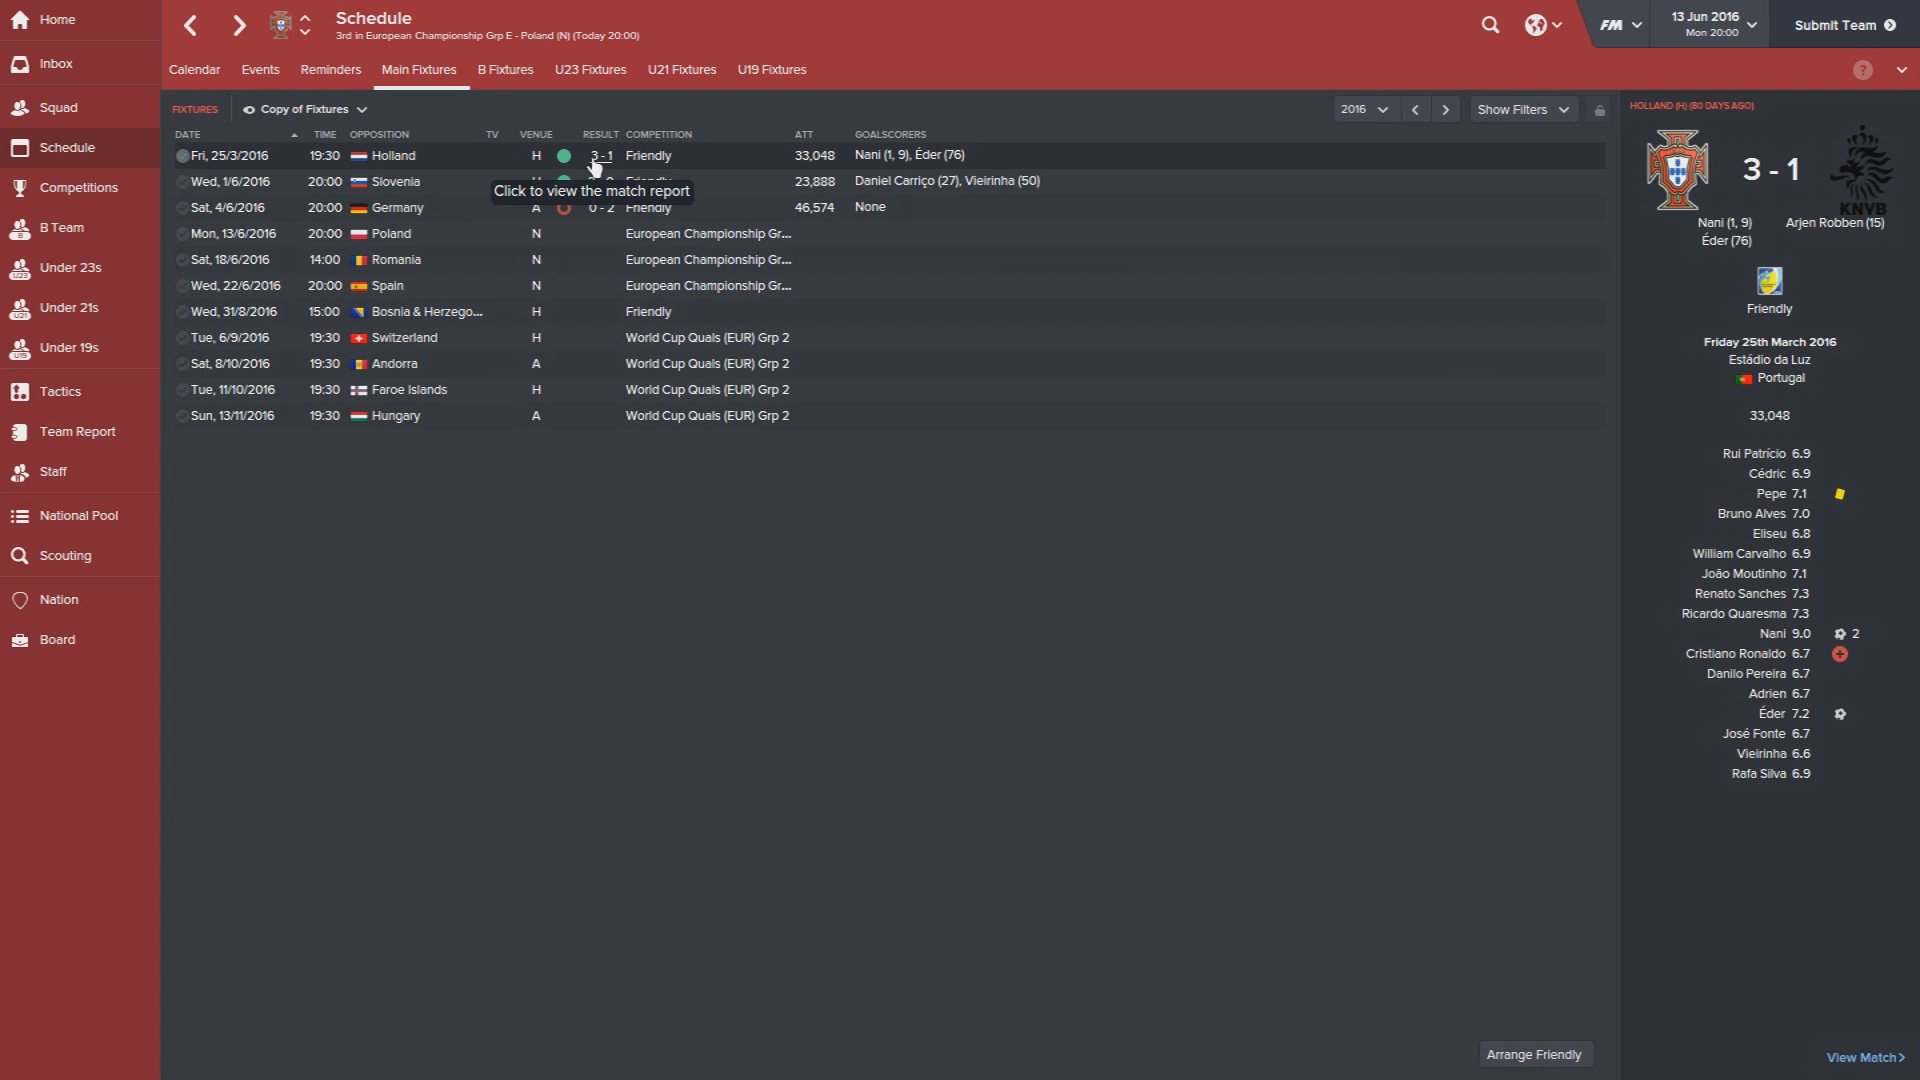 Home
Inbox
Squad
Schedule
Competitions
B Team
Under 23s
Under 21s
Under 19s
Tactics
Team Report
Staff
National Pool
Scouting
Nation
Board
Schedule
3rd in European Championship Grp E - Poland (N) (Today 20:00)
FM
13 Jun 2016
Mon 20:00
Submit Team
Calendar Events Reminders Main Fixtures B Fixtures U23 Fixtures U21 Fixtures U19 Fixtures
?
FIXTURES Copy of Fixtures 2016 Show Filters
DATE TIME OPPOSITION TV VENUE RESULT COMPETITION ATT GOALSCORERS
Fri, 25/3/2016 19:30 Holland H 3 - 1 Friendly 33,048 Nani (1, 9), Éder (76)
Wed, 1/6/2016 20:00 Slovenia 23,888 Daniel Carriço (27), Vieirinha (50)
Click to view the match report
Sat, 4/6/2016 20:00 Germany A 0 - 2 Friendly 46,574 None
Mon, 13/6/2016 20:00 Poland N European Championship Gr...
Sat, 18/6/2016 14:00 Romania N European Championship Gr...
Wed, 22/6/2016 20:00 Spain N European Championship Gr...
Wed, 31/8/2016 15:00 Bosnia & Herzego... H Friendly
Tue, 6/9/2016 19:30 Switzerland H World Cup Quals (EUR) Grp 2
Sat, 8/10/2016 19:30 Andorra A World Cup Quals (EUR) Grp 2
Tue, 11/10/2016 19:30 Faroe Islands H World Cup Quals (EUR) Grp 2
Sun, 13/11/2016 19:30 Hungary A World Cup Quals (EUR) Grp 2
Arrange Friendly
HOLLAND (H) (80 DAYS AGO)
3 - 1
KNVB
Nani (1, 9) Arjen Robben (15)
Éder (76)
Friendly
Friday 25th March 2016
Estádio da Luz
Portugal
33,048
Rui Patrício 6.9
Cédric 6.9
Pepe 7.1
Bruno Alves 7.0
Eliseu 6.8
William Carvalho 6.9
João Moutinho 7.1
Renato Sanches 7.3
Ricardo Quaresma 7.3
Nani 9.0 2
Cristiano Ronaldo 6.7
Danilo Pereira 6.7
Adrien 6.7
Éder 7.2
José Fonte 6.7
Vieirinha 6.6
Rafa Silva 6.9
View Match>